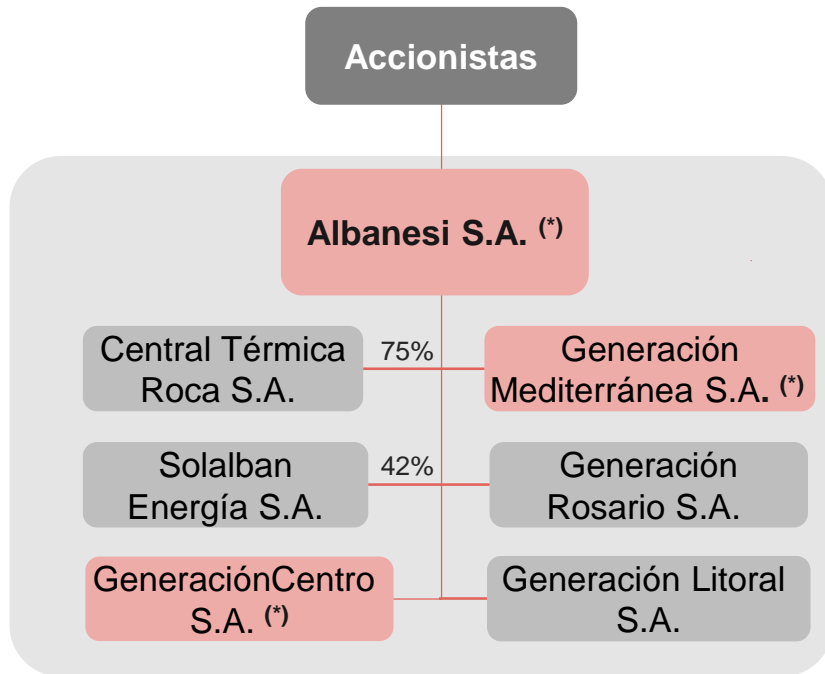 Accionistas
Albanesi S.A. (*)
Central Térmica
Roca S.A.
75%
Generación
Mediterránea S.A. (*)
Solalban
Energía S.A.
42%
Generación
Rosario S.A.
GeneraciónCentro
S.A. (*)
Generación Litoral
S.A.